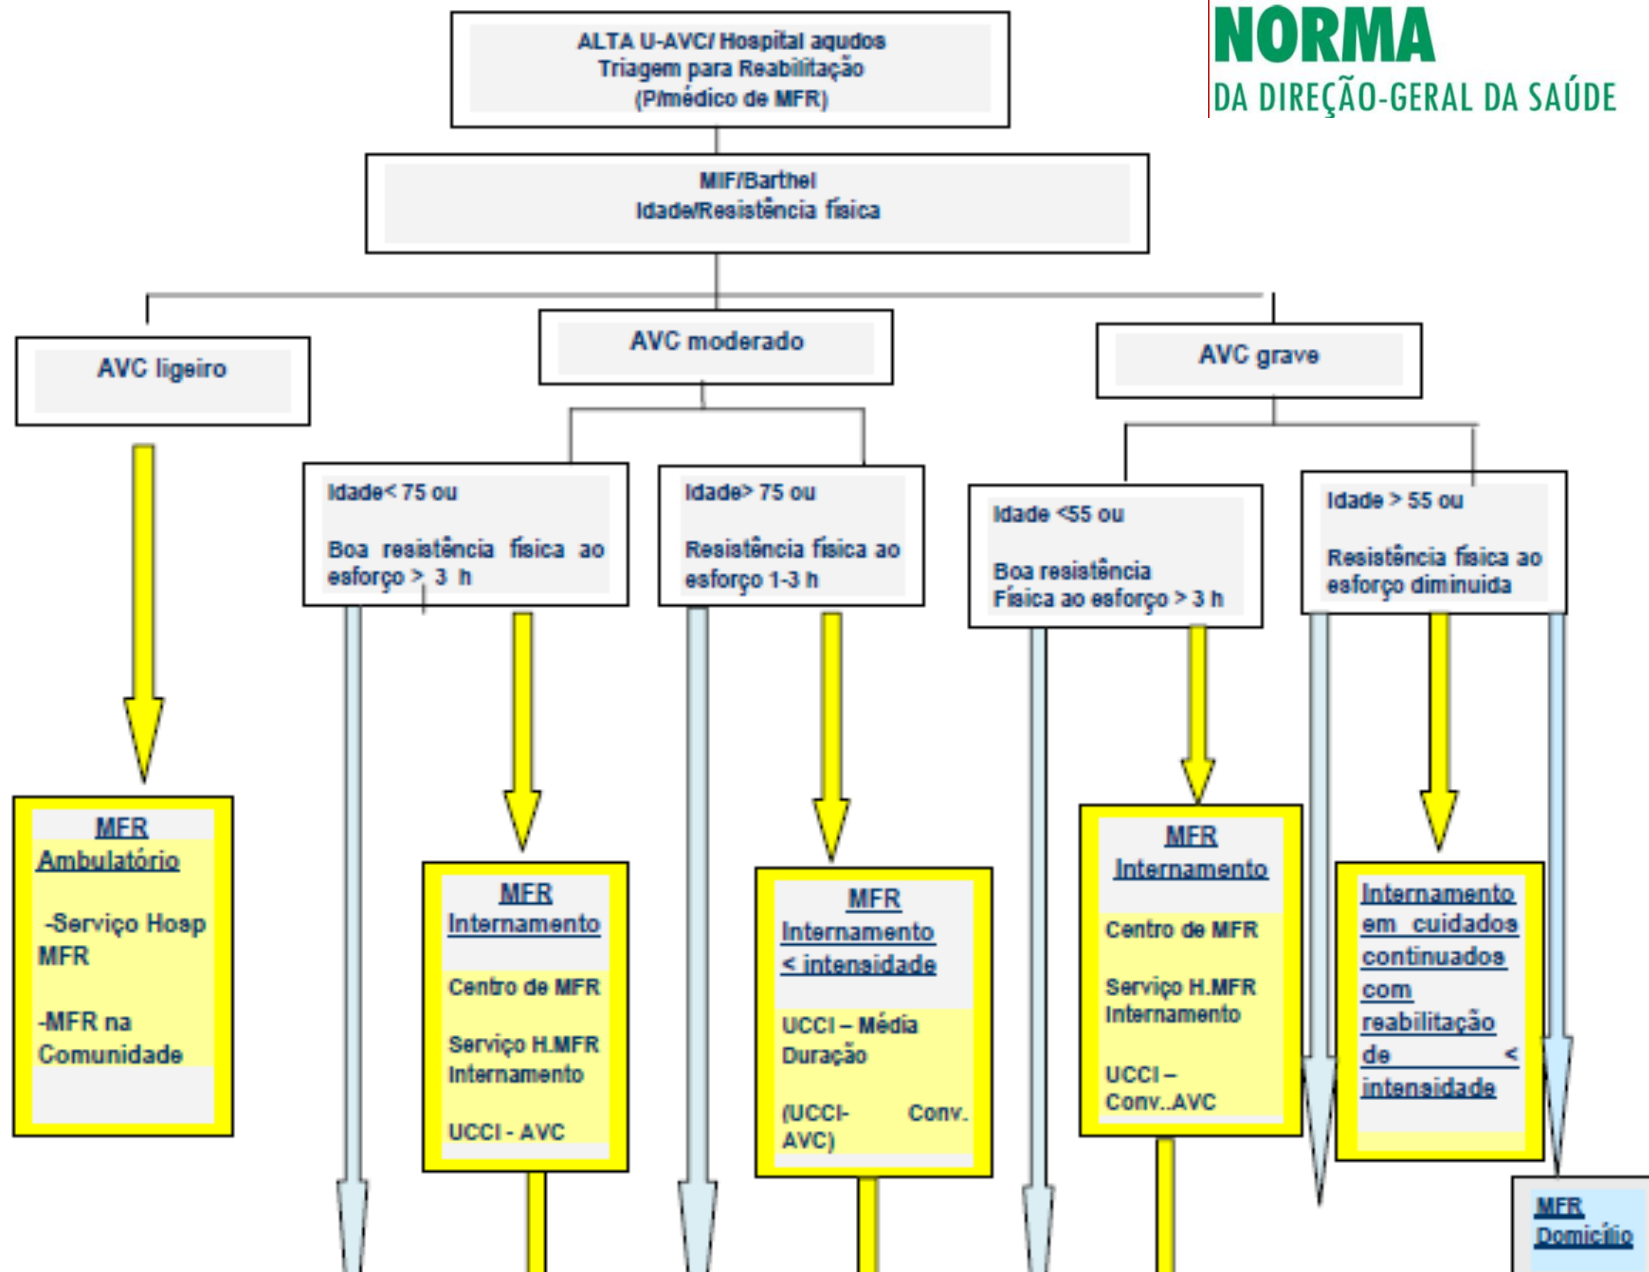 NORMA
DA DIREÇÃO-GERAL DA SAÚDE
ALTA U-AVC/ Hospital agudos
Triagem para Reabilitação
(P/médico de MFR)
MIF/Barthel
Idade/Resistência física
AVC ligeiro
AVC moderado
AVC grave
Idade< 75 ou
Boa resistência física ao
esforço > 3 h
Idade> 75 ou
Resistência física ao
esforço 1-3 h
Idade <55 ou
Boa resistência
Física ao esforço > 3 h
Idade > 55 ou
Resistência física ao
esforço diminuida
MFR
Ambulatório
-Serviço Hosp
MFR
-MFR na
Comunidade
MFR
Internamento
Centro de MFR
Serviço H.MFR
Internamento
UCCI - AVC
MFR
Internamento
< intensidade
UCCI – Média
Duração
(UCCI- Conv.
AVC)
MFR
Internamento
Centro de MFR
Serviço H.MFR
Internamento
UCCI –
Conv..AVC
Internamento
em cuidados
continuados
com
reabilitação
de <
intensidade
MFR
Domicílio